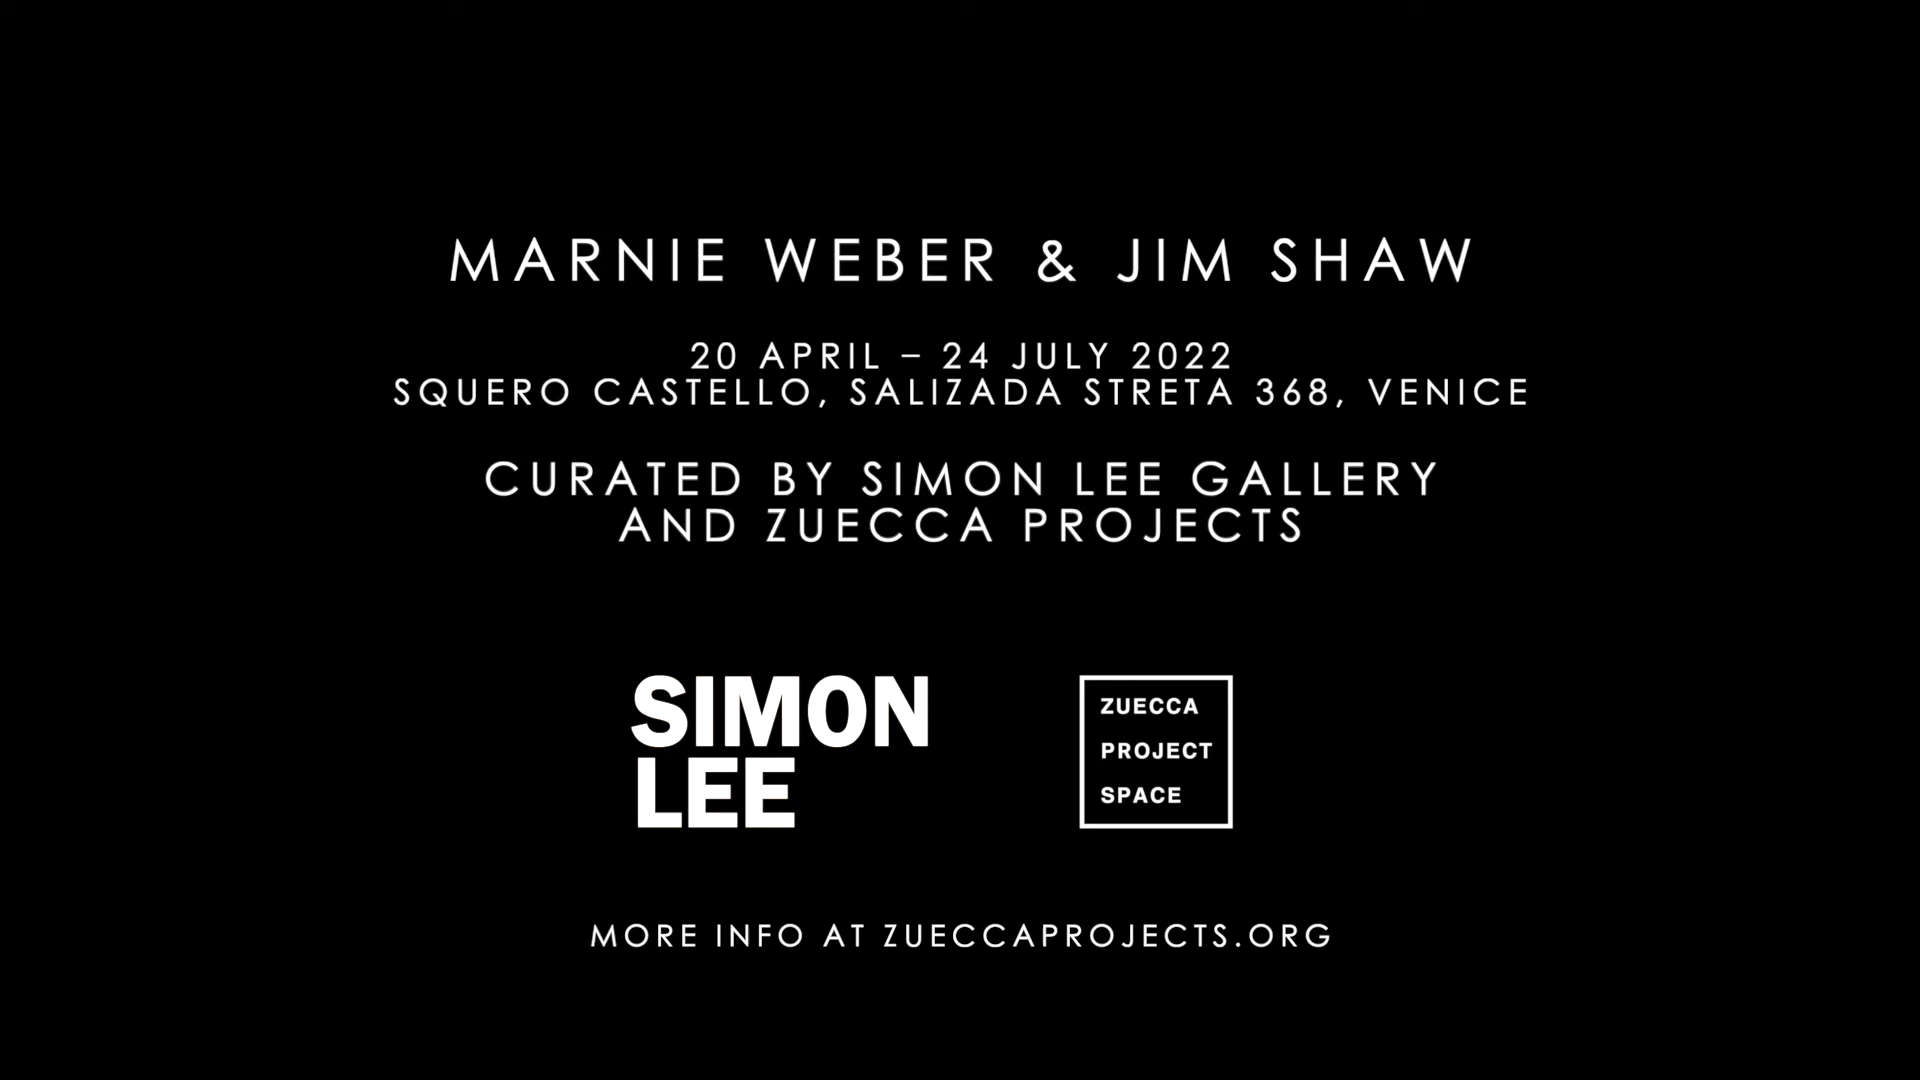 MARNIE WEBER & JIM SHAW
20 APRIL – 24 JULY 2022
SQUERO CASTELLO, SALIZADA STRETA 368, VENICE
CURATED BY SIMON LEE GALLERY
AND ZUECCA PROJECTS
SIMON
LEE
ZUECCA
PROJECT
SPACE
MORE INFO AT ZUECCAPROJECTS.ORG